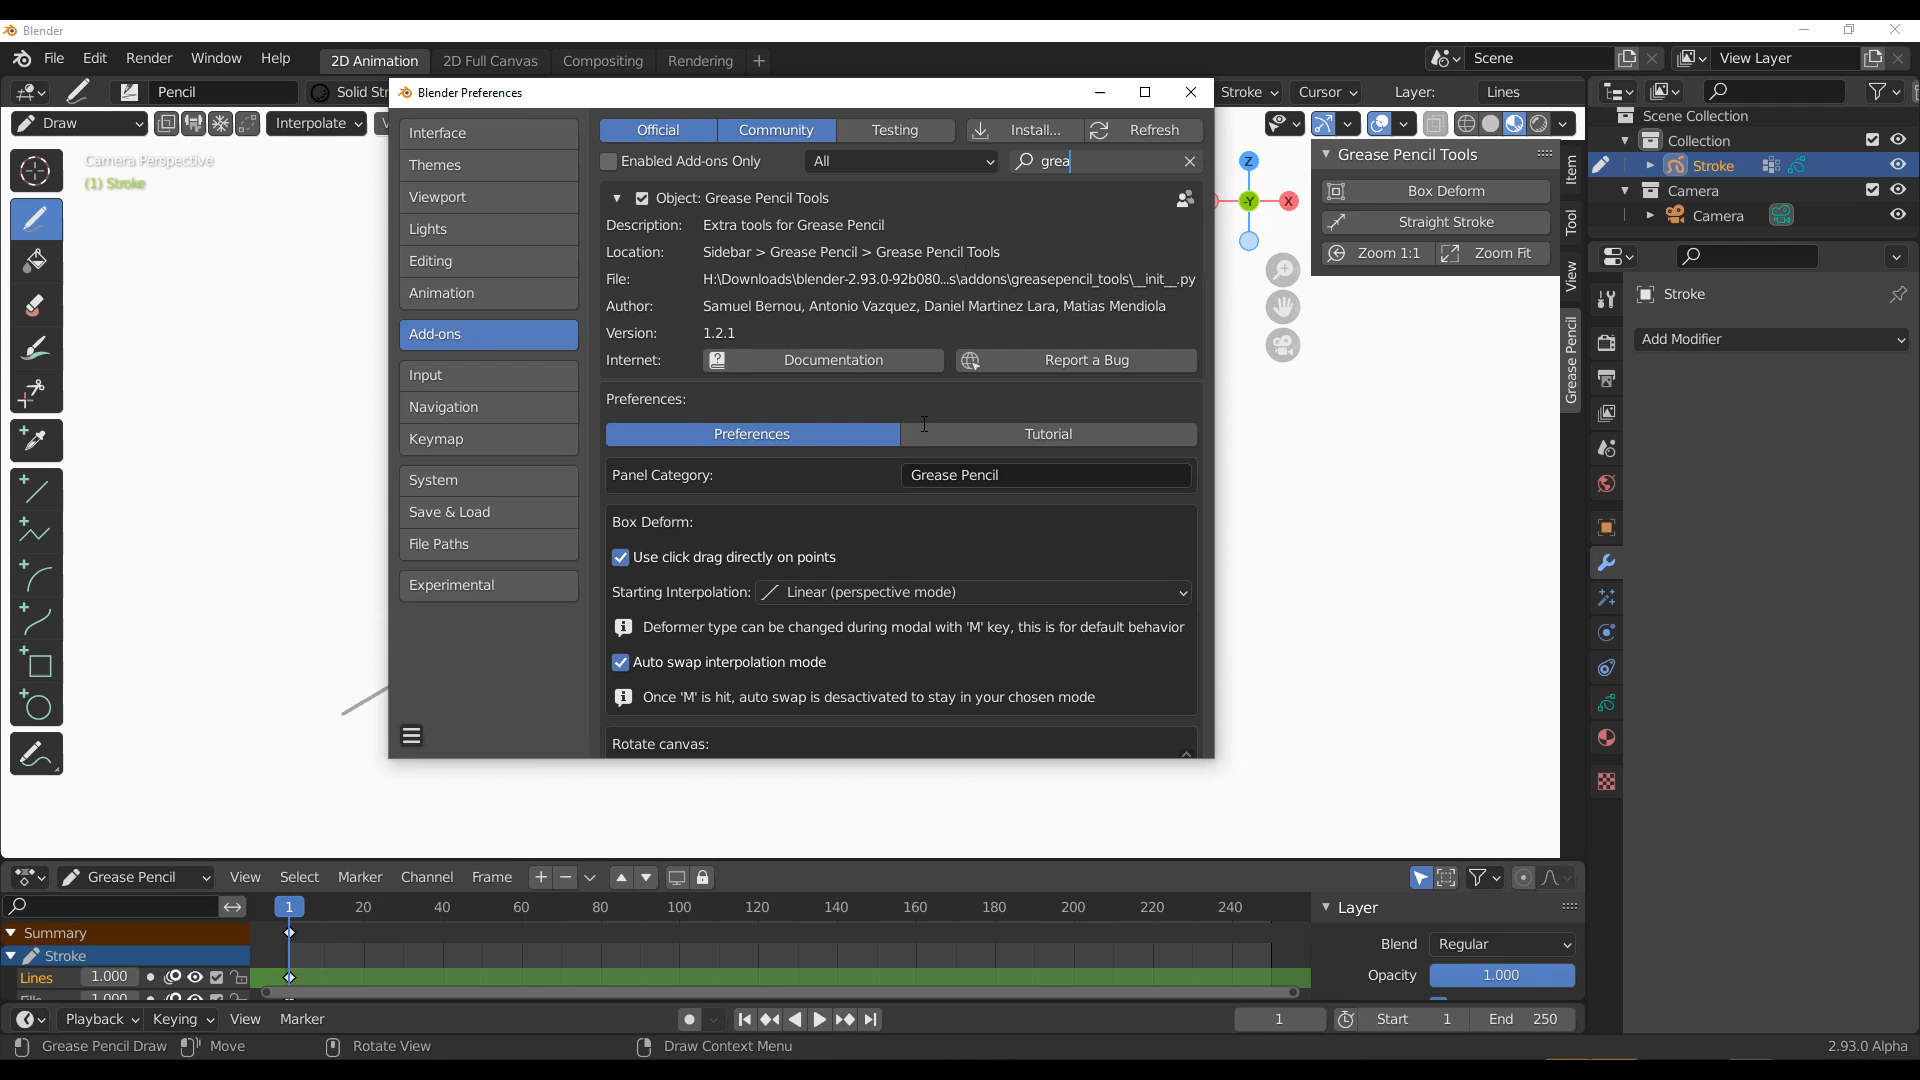 Blender
File Edit Render Window Help 2D Animation 2D Full Canvas Compositing Rendering Scene View Layer
Pencil Solid Str Stroke Cursor Layer: Lines
Draw Interpolate
Camera Perspective
(1) Stroke
Blender Preferences
Interface
Themes
Viewport
Lights
Editing
Animation
Add-ons
Input
Navigation
Keymap
System
Save & Load
File Paths
Experimental
Official Community Testing Install... Refresh
Enabled Add-ons Only All grea
Object: Grease Pencil Tools
Description: Extra tools for Grease Pencil
Location: Sidebar > Grease Pencil > Grease Pencil Tools
File: H:\Downloads\blender-2.93.0-92b080...s\addons\greasepencil_tools\__init__.py
Author: Samuel Bernou, Antonio Vazquez, Daniel Martinez Lara, Matias Mendiola
Version: 1.2.1
Internet: Documentation Report a Bug
Preferences:
Preferences Tutorial
Panel Category: Grease Pencil
Box Deform:
Use click drag directly on points
Starting Interpolation: Linear (perspective mode)
Deformer type can be changed during modal with 'M' key, this is for default behavior
Auto swap interpolation mode
Once 'M' is hit, auto swap is desactivated to stay in your chosen mode
Rotate canvas:
Z
-Y X
Grease Pencil Tools
Box Deform
Straight Stroke
Zoom 1:1 Zoom Fit
Item
Tool
View
Grease Pencil
Scene Collection
Collection
Stroke
Camera
Camera
Stroke
Add Modifier
Grease Pencil View Select Marker Channel Frame
1 20 40 60 80 100 120 140 160 180 200 220 240
Summary
Stroke
Lines 1.000
Layer
Blend Regular
Opacity 1.000
Playback Keying View Marker 1 Start 1 End 250
Grease Pencil Draw Move Rotate View Draw Context Menu 2.93.0 Alpha